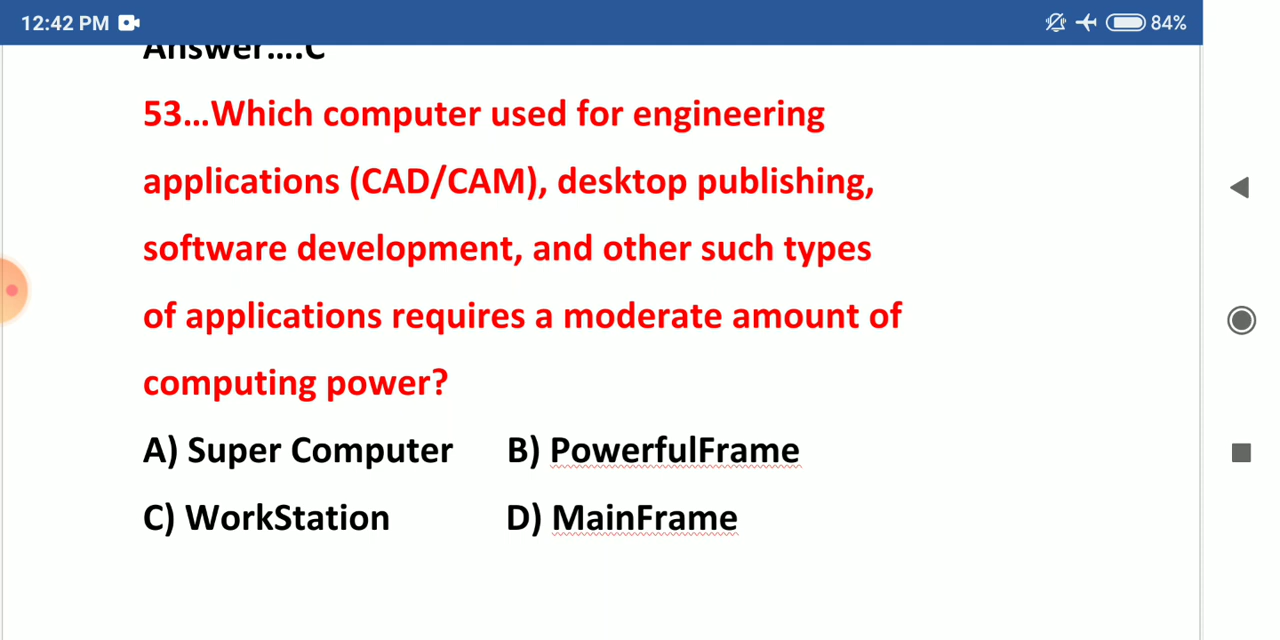 12:42 PM 84%
Answer....C
53...Which computer used for engineering
applications (CAD/CAM), desktop publishing,
software development, and other such types
of applications requires a moderate amount of
computing power?
A) Super Computer B) PowerfulFrame
C) WorkStation D) MainFrame